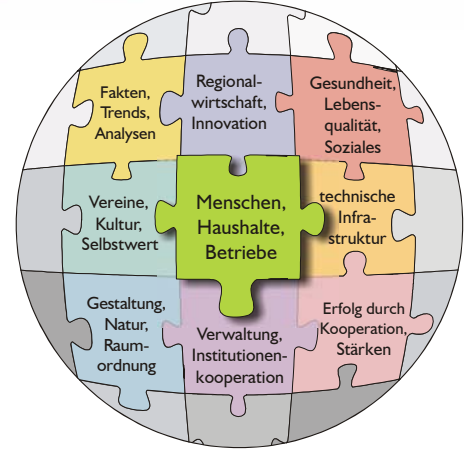 Fakten,
Trends,
Analysen
Regional-
wirtschaft,
Innovation
Gesundheit,
Lebens-
qualität,
Soziales
Vereine,
Kultur,
Selbstwert
Menschen,
Haushalte,
Betriebe
technische
Infra-
struktur
Gestaltung,
Natur,
Raum-
ordnung
Verwaltung,
Institutionen-
kooperation
Erfolg durch
Kooperation,
Stärken